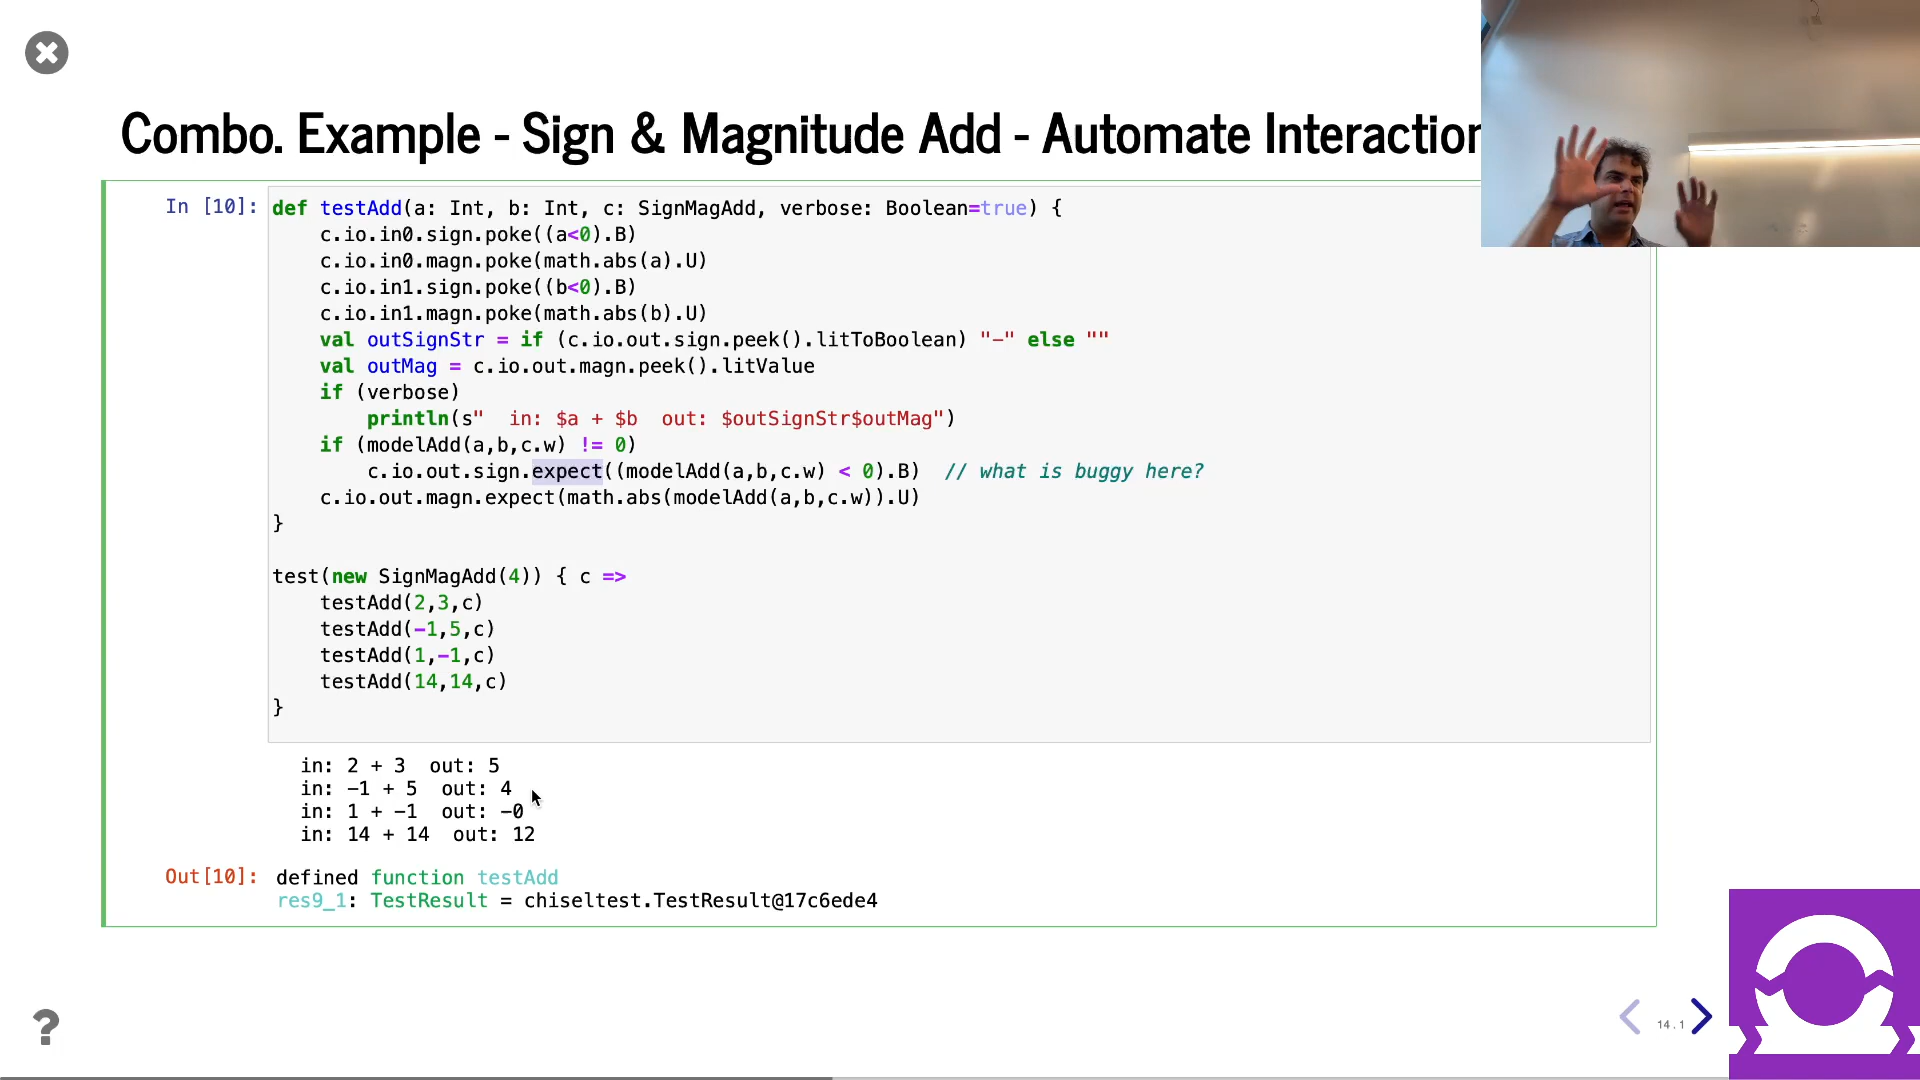 Combo. Example - Sign & Magnitude Add - Automate Interaction
In [10]: def testAdd(a: Int, b: Int, c: SignMagAdd, verbose: Boolean=true) {
c.io.in0.sign.poke((a<0).B)
c.io.in0.magn.poke(math.abs(a).U)
c.io.in1.sign.poke((b<0).B)
c.io.in1.magn.poke(math.abs(b).U)
val outSignStr = if (c.io.out.sign.peek().litToBoolean) "-" else ""
val outMag = c.io.out.magn.peek().litValue
if (verbose)
println(s"  in: $a + $b  out: $outSignStr$outMag")
if (modelAdd(a,b,c.w) != 0)
c.io.out.sign.expect((modelAdd(a,b,c.w) < 0).B)  // what is buggy here?
c.io.out.magn.expect(math.abs(modelAdd(a,b,c.w)).U)
}
test(new SignMagAdd(4)) { c =>
testAdd(2,3,c)
testAdd(-1,5,c)
testAdd(1,-1,c)
testAdd(14,14,c)
}
in: 2 + 3  out: 5
in: -1 + 5  out: 4
in: 1 + -1  out: -0
in: 14 + 14  out: 12
Out[10]: defined function testAdd
res9_1: TestResult = chiseltest.TestResult@17c6ede4
?
14.1